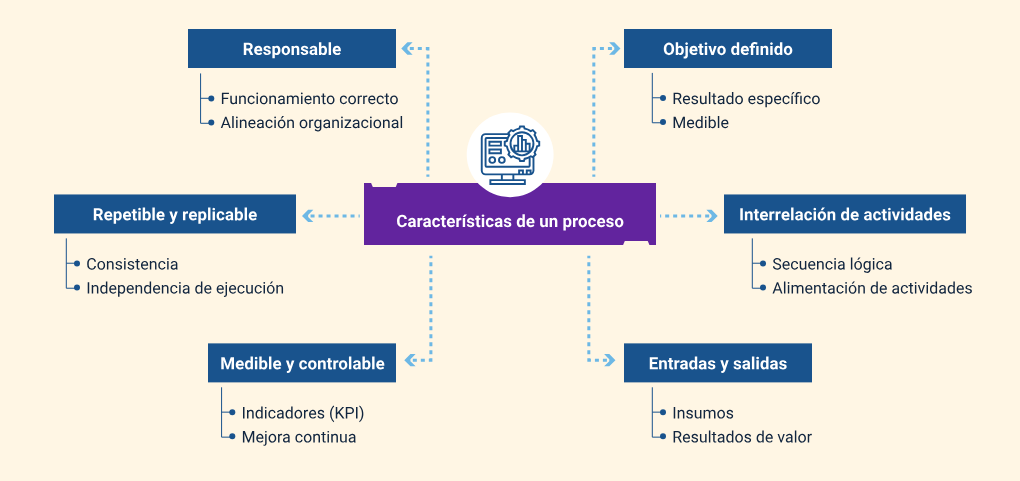 Responsable
Funcionamiento correcto
Alineación organizacional
Objetivo definido
Resultado específico
Medible
Características de un proceso
Repetible y replicable
Consistencia
Independencia de ejecución
Interrelación de actividades
Secuencia lógica
Alimentación de actividades
Medible y controlable
Indicadores (KPI)
Mejora continua
Entradas y salidas
Insumos
Resultados de valor